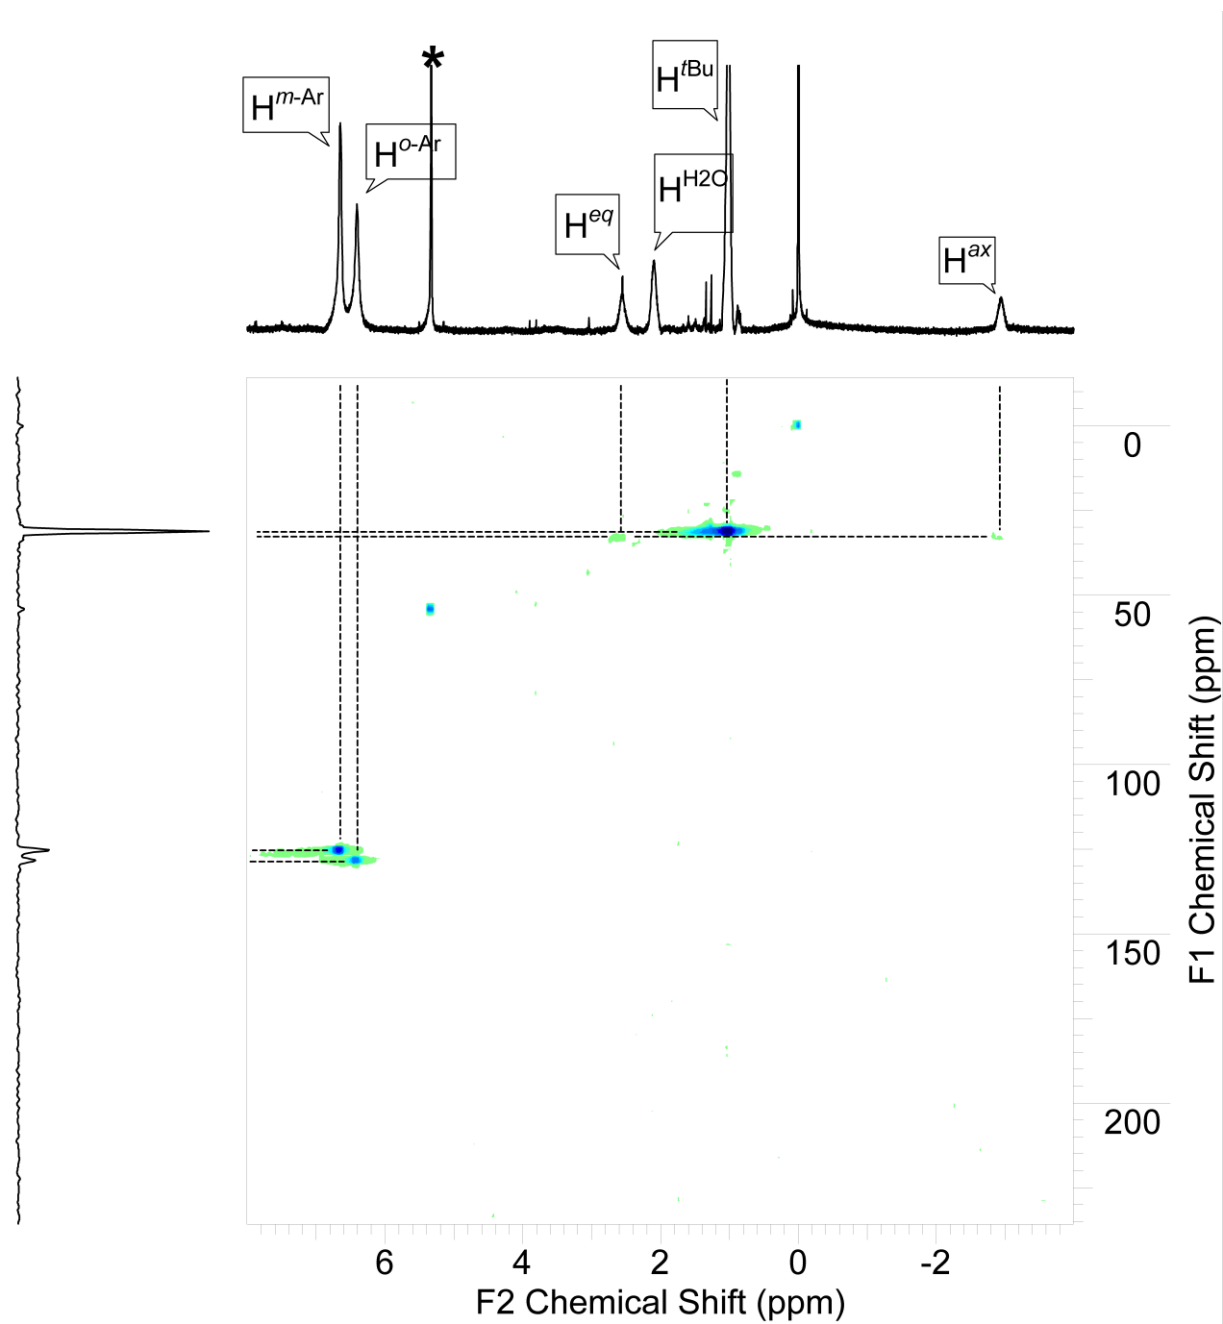 *
H^tBu
H^m-Ar
H^o-Ar
H^H2O
H^eq
H^ax
0
50
100
150
200
F1 Chemical Shift (ppm)
6 4 2 0 -2
F2 Chemical Shift (ppm)